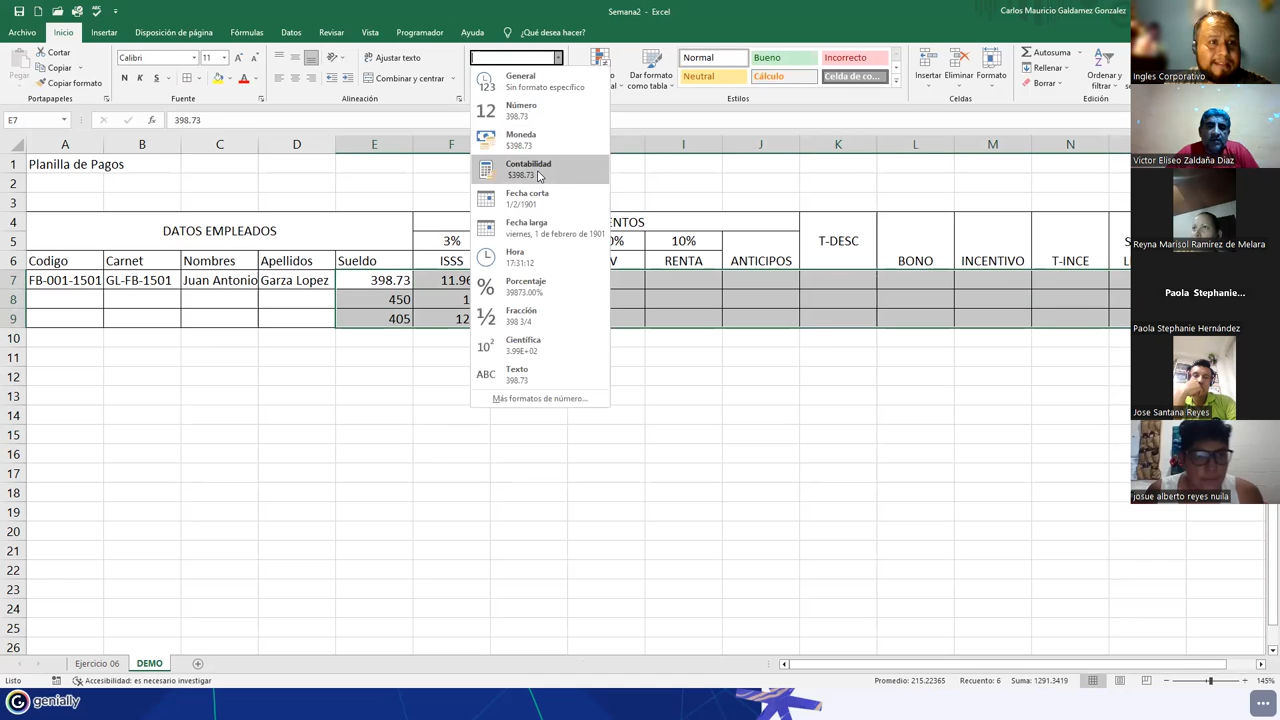 Semana2 - Excel
Carlos Mauricio Galdamez Gonzalez
Archivo Inicio Insertar Disposición de página Fórmulas Datos Revisar Vista Programador Ayuda ¿Qué desea hacer?
Cortar
Copiar
Copiar formato
Portapapeles
Calibri 11
N K S
Fuente
Ajustar texto
Combinar y centrar
Alineación
Dar formato
como tabla
Normal Bueno Incorrecto
Neutral Cálculo Celda de co...
Estilos
Insertar Eliminar Formato
Celdas
Autosuma
Rellenar
Borrar
Ordenar y
Edición
General
Sin formato específico
Número
398.73
Moneda
$398.73
Contabilidad
$398.73
Fecha corta
1/2/1901
Fecha larga
viernes, 1 de febrero de 1901
Hora
17:31:12
Porcentaje
39873.00%
Fracción
398 3/4
Científica
3.99E+02
Texto
398.73
Más formatos de número...
E7 398.73
A B C D E F I J K L M N
1 Planilla de Pagos
2
3
4 DATOS EMPLEADOS ENTOS
5 3% 0% 10% T-DESC
6 Codigo Carnet Nombres Apellidos Sueldo ISSS V RENTA ANTICIPOS BONO INCENTIVO T-INCE
7 FB-001-1501 GL-FB-1501 Juan Antonio Garza Lopez 398.73 11.96
8 450 1
9 405 12
10
11
12
13
14
15
16
17
18
19
20
21
22
23
24
25
26
Ejercicio 06 DEMO
Listo Accesibilidad: es necesario investigar Promedio: 215.22365 Recuento: 6 Suma: 1291.3419 145%
genially
Ingles Corporativo
Victor Eliseo Zaldaña Diaz
Reyna Marisol Ramirez de Melara
Paola Stephanie...
Paola Stephanie Hernández
Jose Santana Reyes
josue alberto reyes nuila